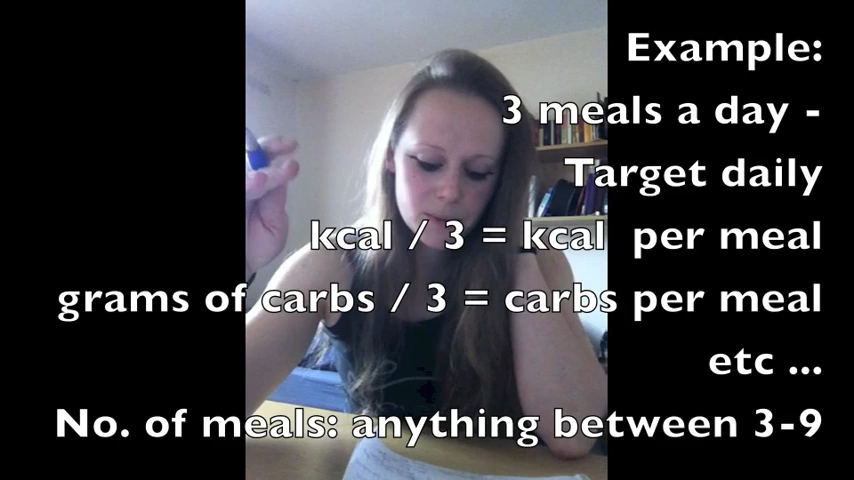 Example:
3 meals a day -
Target daily
kcal / 3 = kcal per meal
grams of carbs / 3 = carbs per meal
etc ...
No. of meals: anything between 3-9